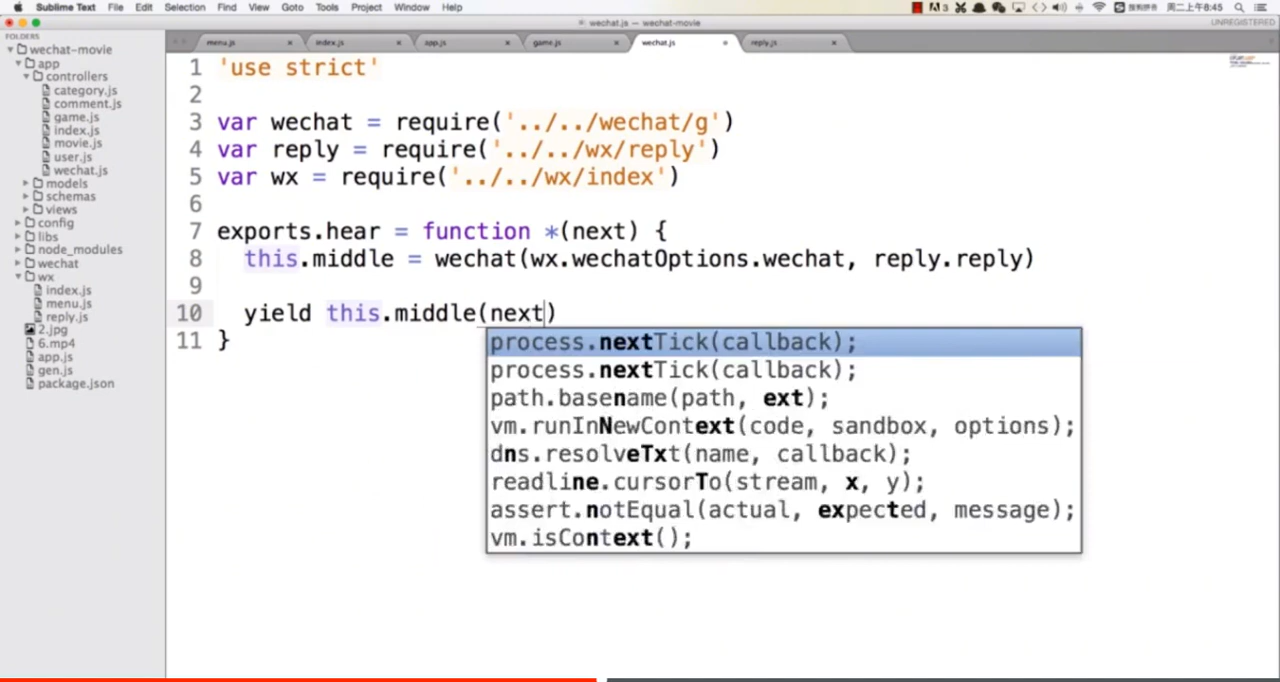 Sublime Text File Edit Selection Find View Goto Tools Project Window Help
3
周二上午8:45
wechat.js — wechat-movie
UNREGISTERED
FOLDERS
wechat-movie
app
controllers
category.js
comment.js
game.js
index.js
movie.js
user.js
wechat.js
models
schemas
views
config
libs
node_modules
wechat
wx
index.js
menu.js
reply.js
2.jpg
6.mp4
app.js
gen.js
package.json
menu.js × index.js × app.js × game.js × wechat.js reply.js ×
1 'use strict'
2
3 var wechat = require('../../wechat/g')
4 var reply = require('../../wx/reply')
5 var wx = require('../../wx/index')
6
7 exports.hear = function *(next) {
8 this.middle = wechat(wx.wechatOptions.wechat, reply.reply)
9
10 yield this.middle(next)
11 }
process.nextTick(callback);
process.nextTick(callback);
path.basename(path, ext);
vm.runInNewContext(code, sandbox, options);
dns.resolveTxt(name, callback);
readline.cursorTo(stream, x, y);
assert.notEqual(actual, expected, message);
vm.isContext();